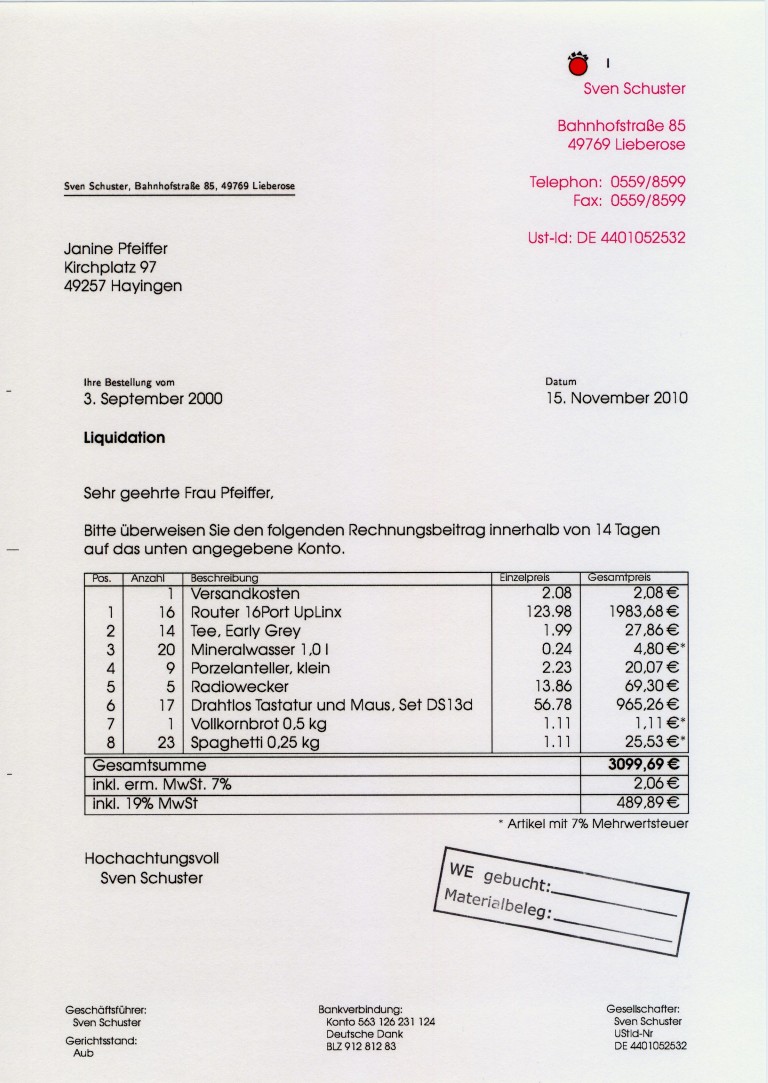 Sven Schuster
Bahnhofstraße 85
49769 Lieberose
Telephon: 0559/8599
Fax: 0559/8599
Ust-Id: DE 4401052532
Sven Schuster, Bahnhofstraße 85, 49769 Lieberose
Janine Pfeiffer
Kirchplatz 97
49257 Hayingen
Ihre Bestellung vom Datum
3. September 2000 15. November 2010
Liquidation
Sehr geehrte Frau Pfeiffer,
Bitte überweisen Sie den folgenden Rechnungsbeitrag innerhalb von 14 Tagen
auf das unten angegebene Konto.
Pos. Anzahl Beschreibung Einzelpreis Gesamtpreis
1 Versandkosten 2.08 2,08 €
1 16 Router 16Port UpLinx 123.98 1983,68 €
2 14 Tee, Early Grey 1.99 27,86 €
3 20 Mineralwasser 1,0 l 0.24 4,80 €*
4 9 Porzelanteller, klein 2.23 20,07 €
5 5 Radiowecker 13.86 69,30 €
6 17 Drahtlos Tastatur und Maus, Set DS13d 56.78 965,26 €
7 1 Vollkornbrot 0,5 kg 1.11 1,11 €*
8 23 Spaghetti 0,25 kg 1.11 25,53 €*
Gesamtsumme 3099,69 €
inkl. erm. MwSt. 7% 2,06 €
inkl. 19% MwSt 489,89 €
* Artikel mit 7% Mehrwertsteuer
Hochachtungsvoll
Sven Schuster
WE gebucht:
Materialbeleg:
Geschäftsführer: Bankverbindung: Gesellschafter:
Sven Schuster Konto 563 126 231 124 Sven Schuster
Gerichtsstand: Deutsche Dank UStId-Nr
Aub BLZ 912 812 83 DE 4401052532